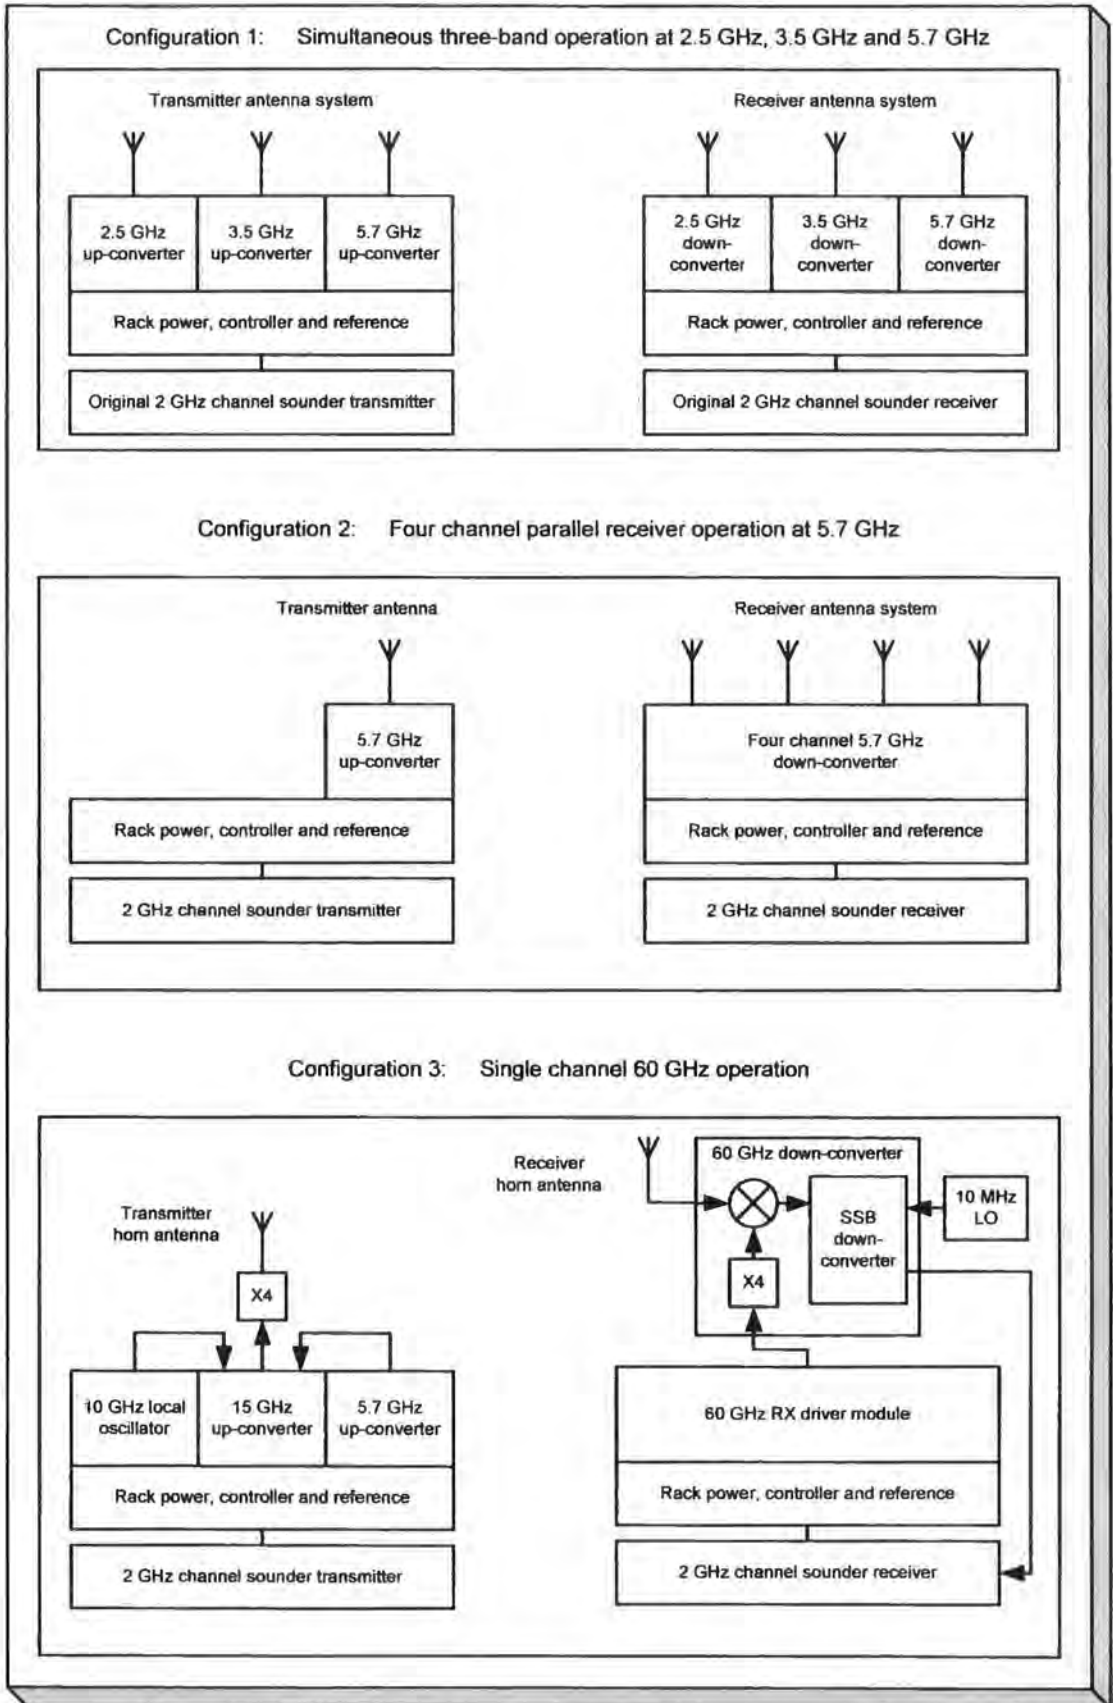 Configuration 1: Simultaneous three-band operation at 2.5 GHz, 3.5 GHz and 5.7 GHz
Transmitter antenna system
2.5 GHz
up-converter
3.5 GHz
up-converter
5.7 GHz
up-converter
Rack power, controller and reference
Original 2 GHz channel sounder transmitter
Receiver antenna system
2.5 GHz
down-
converter
3.5 GHz
down-
converter
5.7 GHz
down-
converter
Rack power, controller and reference
Original 2 GHz channel sounder receiver
Configuration 2: Four channel parallel receiver operation at 5.7 GHz
Transmitter antenna
5.7 GHz
up-converter
Rack power, controller and reference
2 GHz channel sounder transmitter
Receiver antenna system
Four channel 5.7 GHz
down-converter
Rack power, controller and reference
2 GHz channel sounder receiver
Configuration 3: Single channel 60 GHz operation
Transmitter
horn antenna
X4
10 GHz local
oscillator
15 GHz
up-converter
5.7 GHz
up-converter
Rack power, controller and reference
2 GHz channel sounder transmitter
Receiver
horn antenna
60 GHz down-converter
X4
SSB
down-
converter
10 MHz
LO
60 GHz RX driver module
Rack power, controller and reference
2 GHz channel sounder receiver